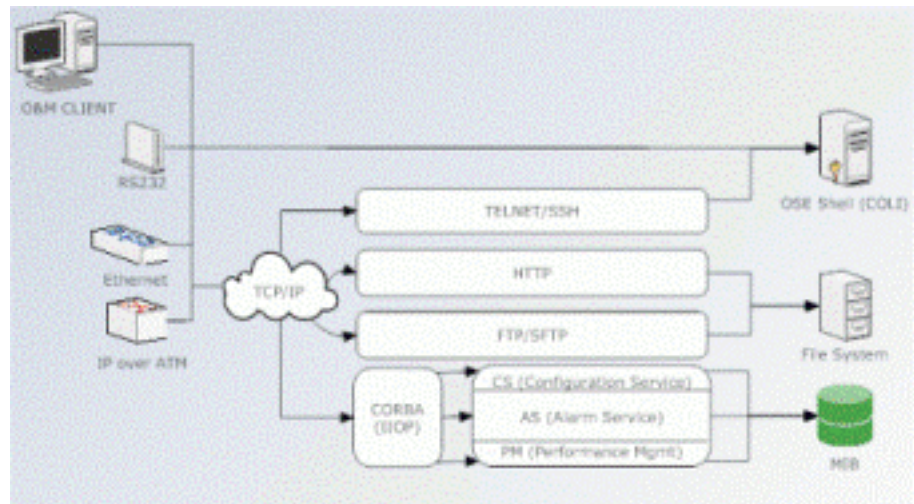 O&M CLIENT
RS232
TELNET/SSH
OSE Shell (COLI)
Ethernet
TCP/IP
HTTP
FTP/SFTP
IP over ATM
File System
CS (Configuration Service)
CORBA
(IIOP)
AS (Alarm Service)
PM (Performance Mgmt)
MIB